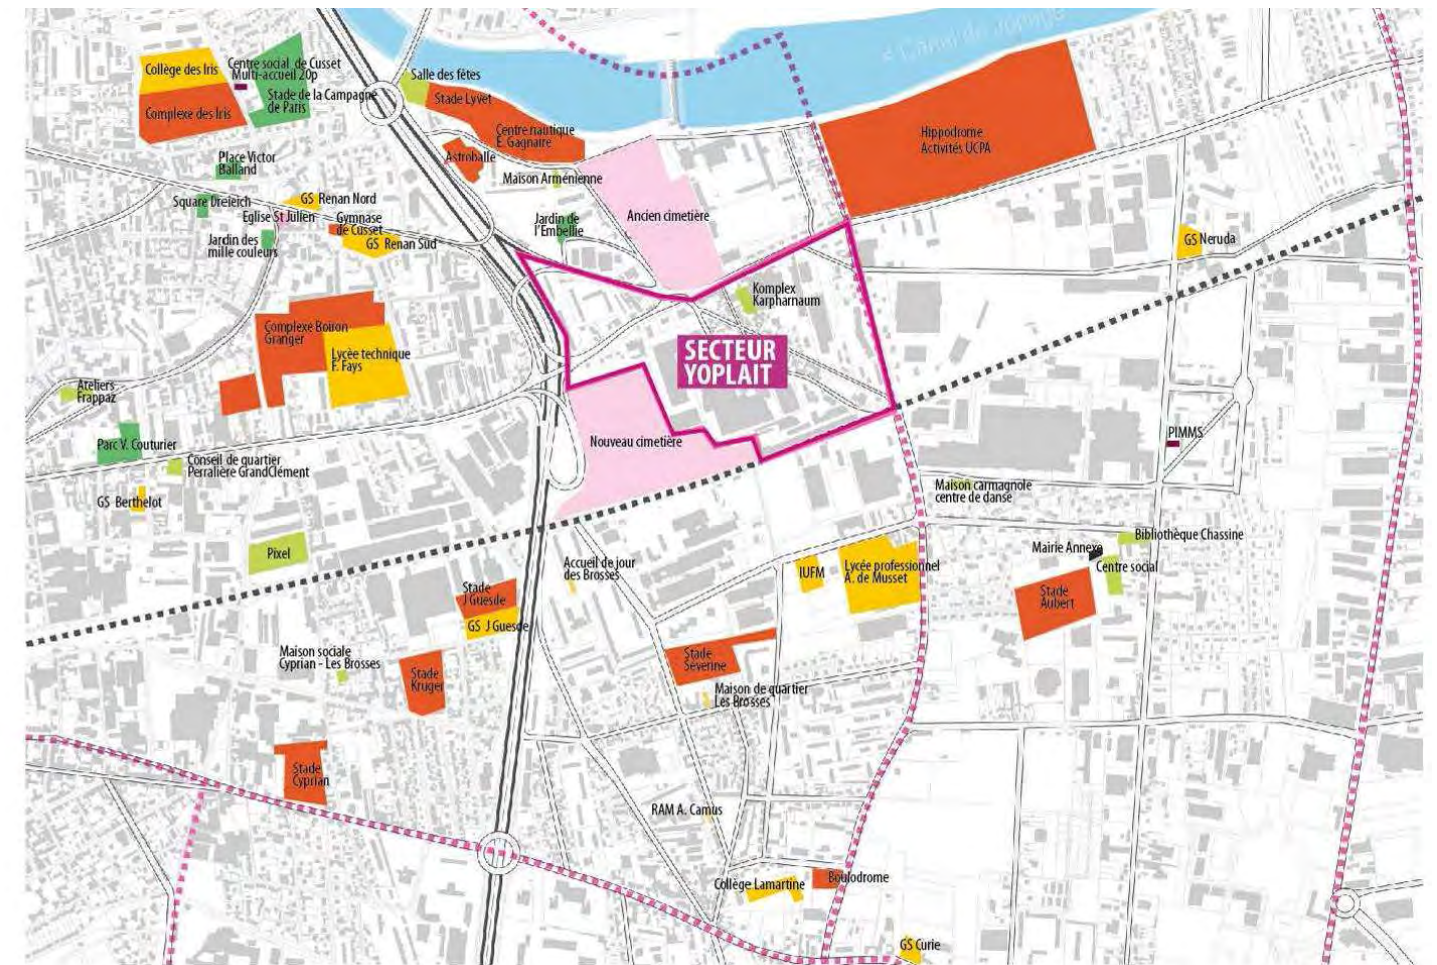 Canal de Jonage
Collège des Iris
Centre social de Cusset
Multi-accueil 20p
Stade de la Campagne
de Paris
Complexe des Iris
Salle des fêtes
Stade Lyvet
Centre nautique
E. Gagnaire
Astroballe
Maison Arménienne
Hippodrome
Activités UCPA
Place Victor
Balland
Square Dreieich
GS Renan Nord
Eglise St Julien
Gymnase
de Cusset
GS Renan Sud
Jardin des
mille couleurs
Jardin de
l'Embellie
Ancien cimetière
GS Neruda
Komplex
Karpharnaum
SECTEUR
YOPLAIT
Complexe Boiron
Granger
Lycée technique
F. Fays
Ateliers
Frappaz
Parc V. Couturier
Conseil de quartier
Perralière GrandClément
GS Berthelot
Nouveau cimetière
PIMMS
Maison carmagnole
centre de danse
Pixel
Accueil de jour
des Brosses
IUFM
Lycée professionnel
A. de Musset
Mairie Annexe
Bibliothèque Chassine
Centre social
Stade
Aubert
Stade
J Guesde
GS J Guesde
Maison sociale
Cyprian - Les Brosses
Stade
Kruger
Stade
Séverine
Maison de quartier
Les Brosses
Stade
Cyprian
RAM A. Camus
Collège Lamartine
Boulodrome
GS Curie